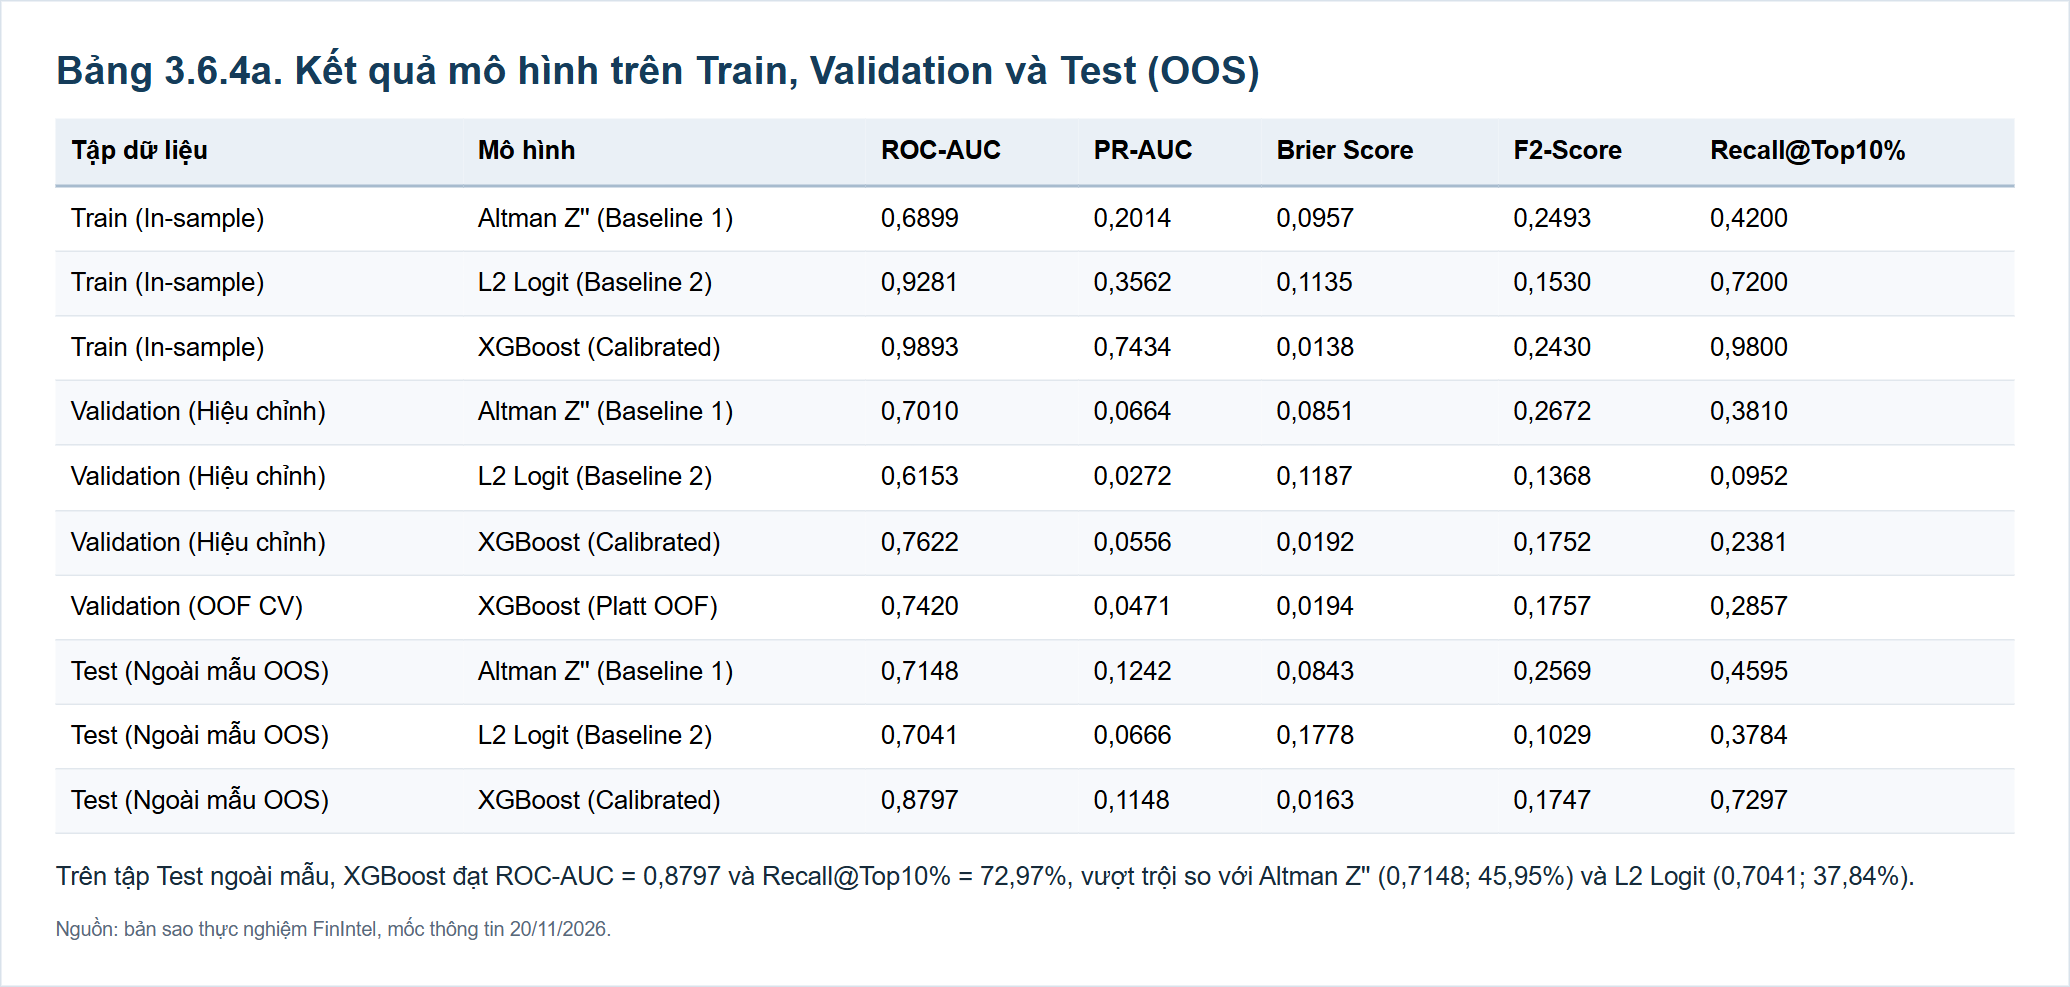 Bảng 3.6.4a. Kết quả mô hình trên Train, Validation và Test (OOS)
Tập dữ liệu Mô hình ROC-AUC PR-AUC Brier Score F2-Score Recall@Top10%
Train (In-sample) Altman Z" (Baseline 1) 0,6899 0,2014 0,0957 0,2493 0,4200
Train (In-sample) L2 Logit (Baseline 2) 0,9281 0,3562 0,1135 0,1530 0,7200
Train (In-sample) XGBoost (Calibrated) 0,9893 0,7434 0,0138 0,2430 0,9800
Validation (Hiệu chỉnh) Altman Z" (Baseline 1) 0,7010 0,0664 0,0851 0,2672 0,3810
Validation (Hiệu chỉnh) L2 Logit (Baseline 2) 0,6153 0,0272 0,1187 0,1368 0,0952
Validation (Hiệu chỉnh) XGBoost (Calibrated) 0,7622 0,0556 0,0192 0,1752 0,2381
Validation (OOF CV) XGBoost (Platt OOF) 0,7420 0,0471 0,0194 0,1757 0,2857
Test (Ngoài mẫu OOS) Altman Z" (Baseline 1) 0,7148 0,1242 0,0843 0,2569 0,4595
Test (Ngoài mẫu OOS) L2 Logit (Baseline 2) 0,7041 0,0666 0,1778 0,1029 0,3784
Test (Ngoài mẫu OOS) XGBoost (Calibrated) 0,8797 0,1148 0,0163 0,1747 0,7297
Trên tập Test ngoài mẫu, XGBoost đạt ROC-AUC = 0,8797 và Recall@Top10% = 72,97%, vượt trội so với Altman Z" (0,7148; 45,95%) và L2 Logit (0,7041; 37,84%).
Nguồn: bản sao thực nghiệm FinIntel, mốc thông tin 20/11/2026.